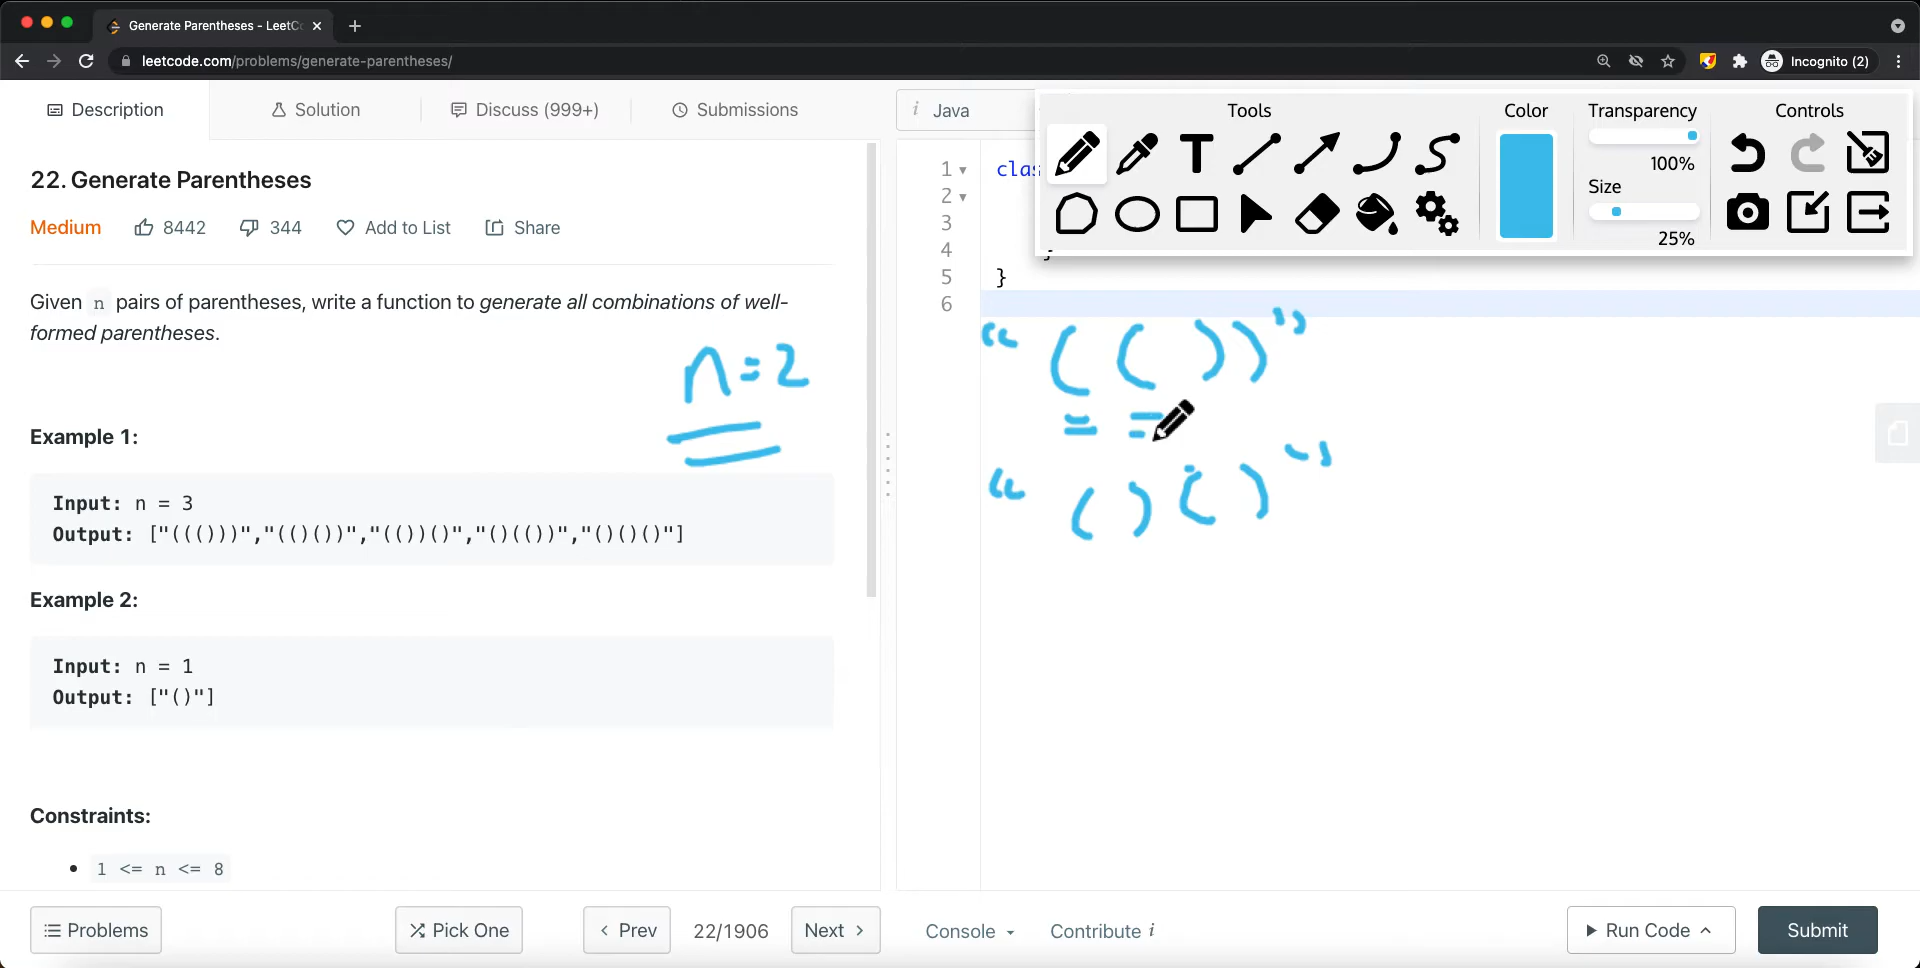 Generate Parentheses - LeetCo
leetcode.com/problems/generate-parentheses/
Incognito (2)
Description
Solution
Discuss (999+)
Submissions
i Java
Tools
Color
Transparency
Controls
100%
Size
25%
22. Generate Parentheses
Medium
8442
344
Add to List
Share
Given n pairs of parentheses, write a function to generate all combinations of well-
formed parentheses.
n=2
Example 1:
Input: n = 3
Output: ["((()))","(()())","(())()","()(())","()()()"]
Example 2:
Input: n = 1
Output: ["()"]
Constraints:
1 <= n <= 8
1 clas
2
3
4 }
5 }
6
"(())"
"()()"
Problems
Pick One
Prev
22/1906
Next
Console
Contribute i
Run Code
Submit